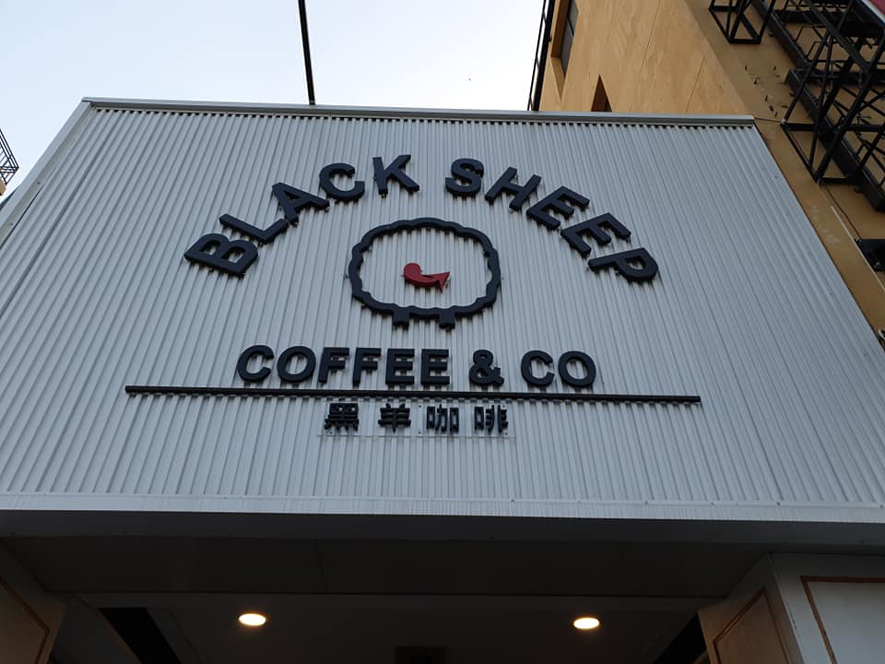 BLACK SHEEP
COFFEE & CO
黑羊咖啡